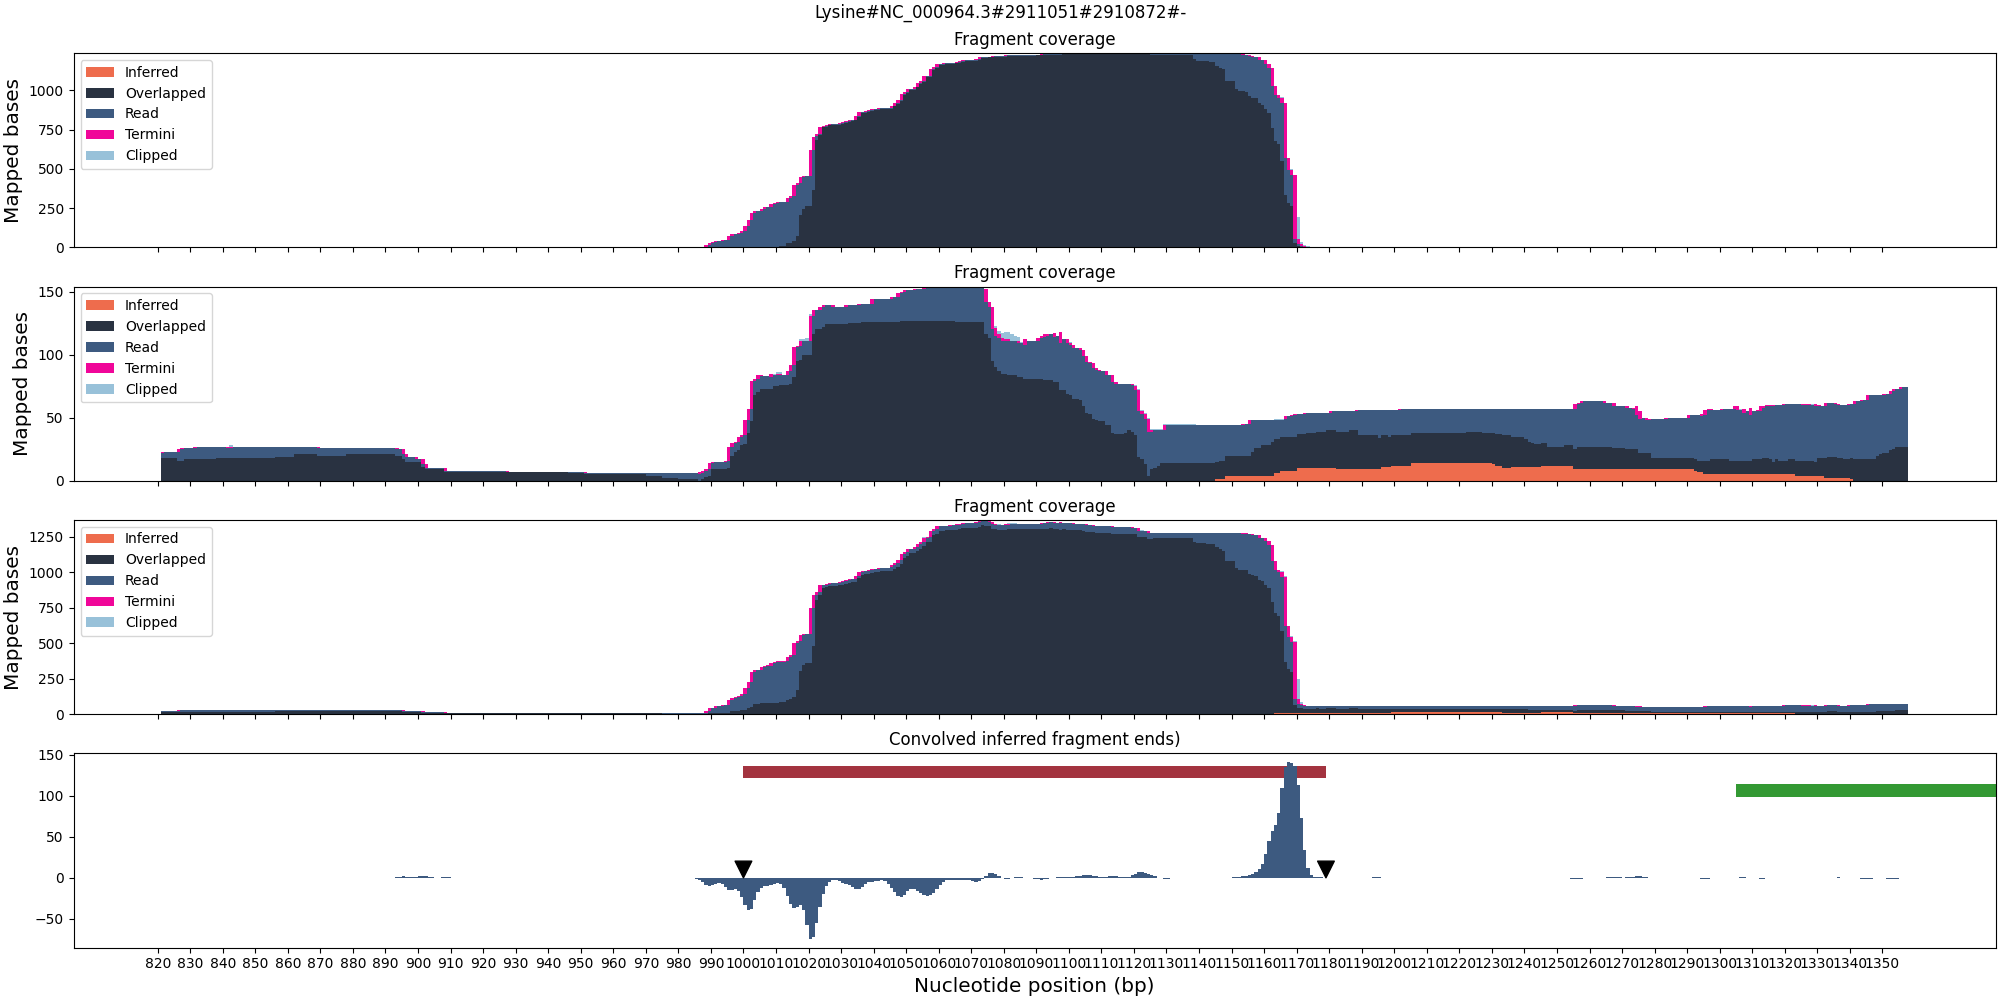 Lysine#NC_000964.3#2911051#2910872#-
Fragment coverage
Mapped bases
1000
750
500
250
0
Inferred
Overlapped
Read
Termini
Clipped
Fragment coverage
Mapped bases
150
100
50
0
Inferred
Overlapped
Read
Termini
Clipped
Fragment coverage
Mapped bases
1250
1000
750
500
250
0
Inferred
Overlapped
Read
Termini
Clipped
Convolved inferred fragment ends)
150
100
50
0
−50
820 830 840 850 860 870 880 890 900 910 920 930 940 950 960 970 980 990 1000 1010 1020 1030 1040 1050 1060 1070 1080 1090 1100 1110 1120 1130 1140 1150 1160 1170 1180 1190 1200 1210 1220 1230 1240 1250 1260 1270 1280 1290 1300 1310 1320 1330 1340 1350
Nucleotide position (bp)